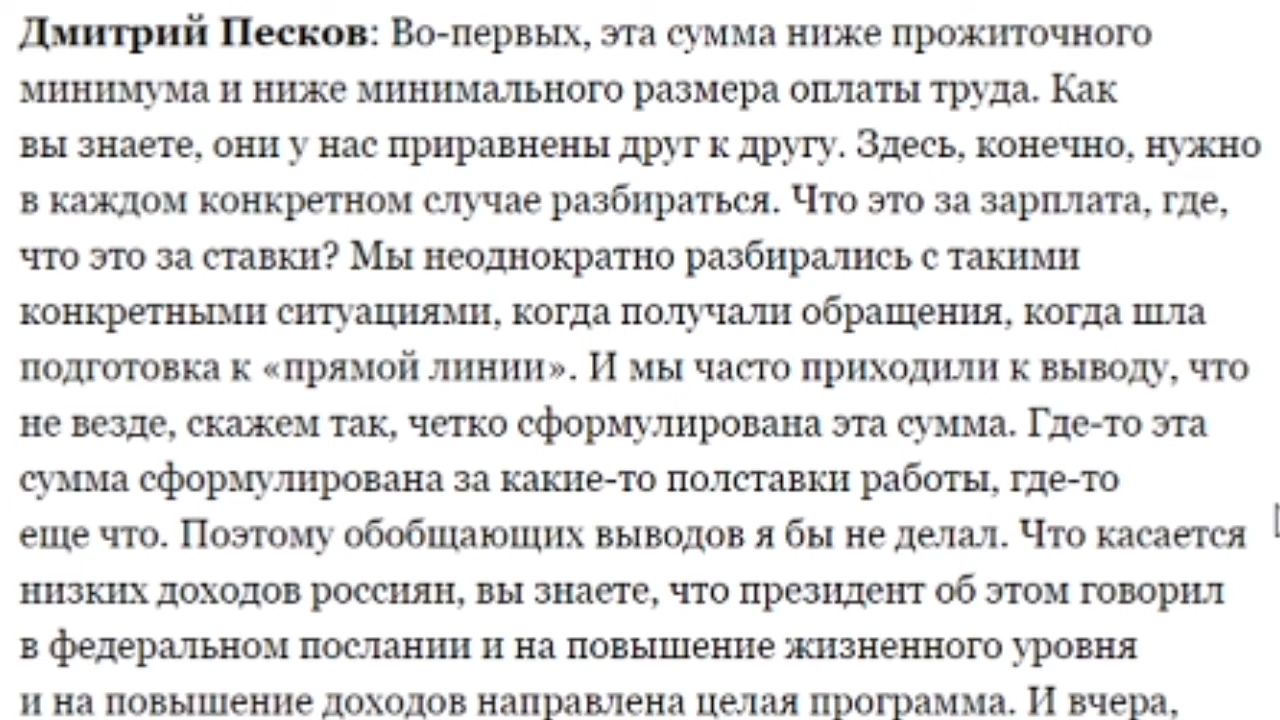 Дмитрий Песков: Во-первых, эта сумма ниже прожиточного
минимума и ниже минимального размера оплаты труда. Как
вы знаете, они у нас приравнены друг к другу. Здесь, конечно, нужно
в каждом конкретном случае разбираться. Что это за зарплата, где,
что это за ставки? Мы неоднократно разбирались с такими
конкретными ситуациями, когда получали обращения, когда шла
подготовка к «прямой линии». И мы часто приходили к выводу, что
не везде, скажем так, четко сформулирована эта сумма. Где-то эта
сумма сформулирована за какие-то полставки работы, где-то
еще что. Поэтому обобщающих выводов я бы не делал. Что касается
низких доходов россиян, вы знаете, что президент об этом говорил
в федеральном послании и на повышение жизненного уровня
и на повышение доходов направлена целая программа. И вчера,